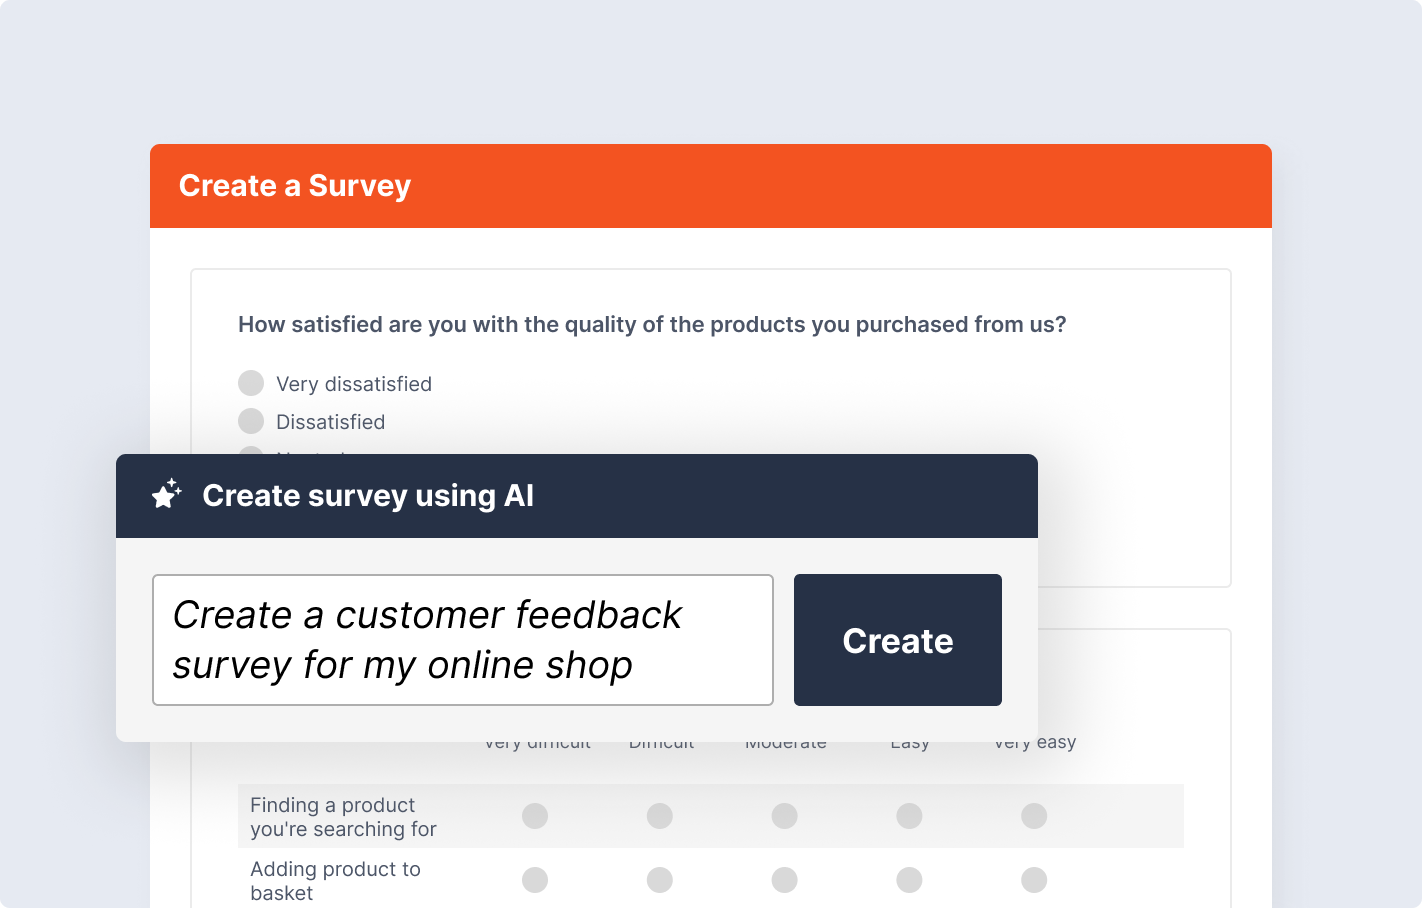 Create a Survey
How satisfied are you with the quality of the products you purchased from us?
Very dissatisfied
Dissatisfied
Create survey using AI
Create a customer feedback
survey for my online shop
Create
Very difficult Difficult Moderate Easy Very easy
Finding a product
you're searching for
Adding product to
basket